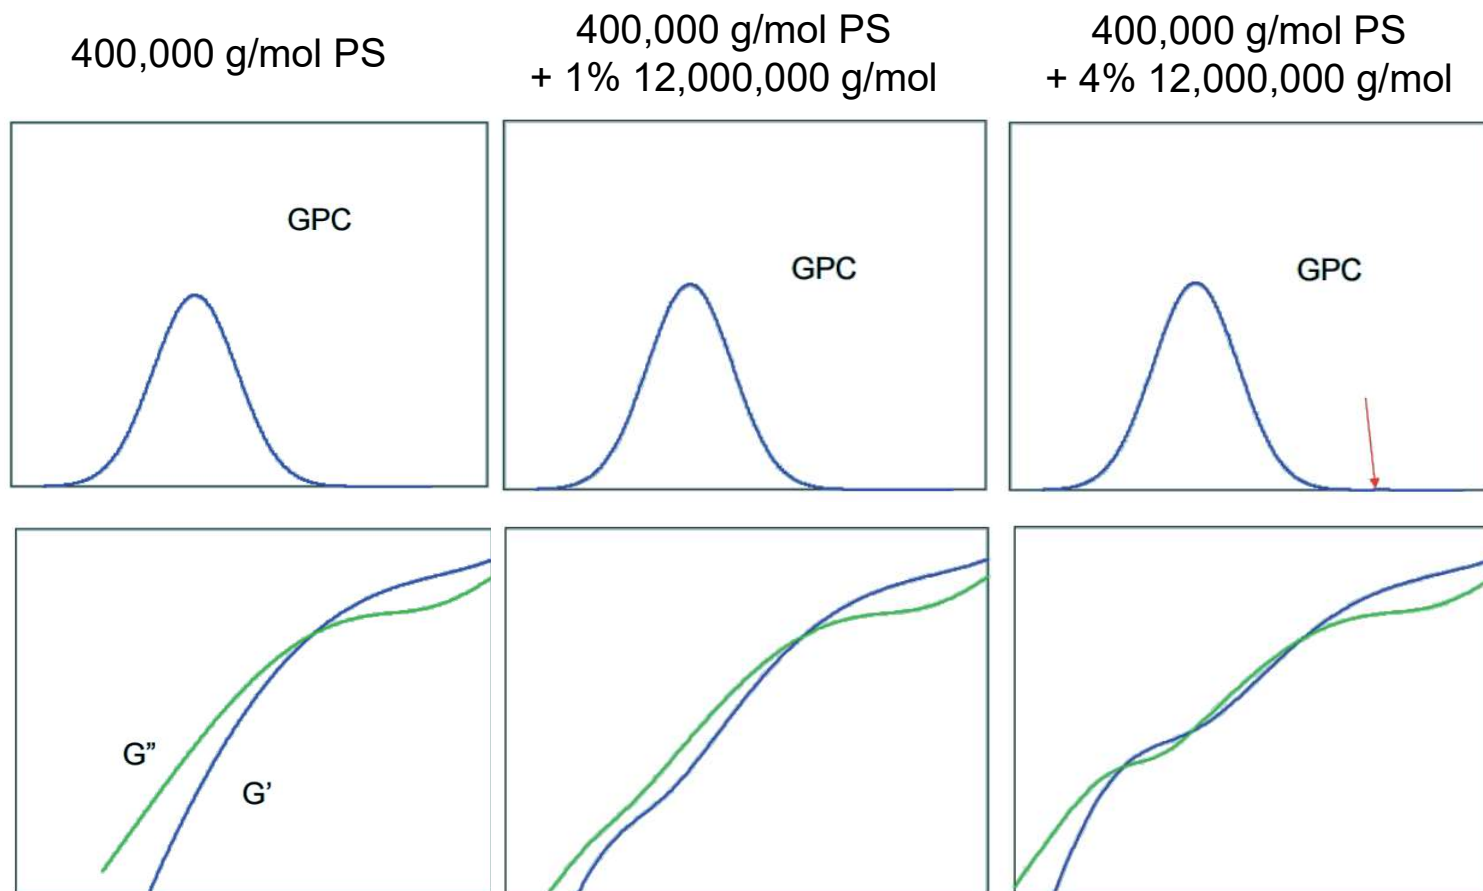 400,000 g/mol PS
400,000 g/mol PS
+ 1% 12,000,000 g/mol
400,000 g/mol PS
+ 4% 12,000,000 g/mol
GPC
GPC
GPC
G”
G’